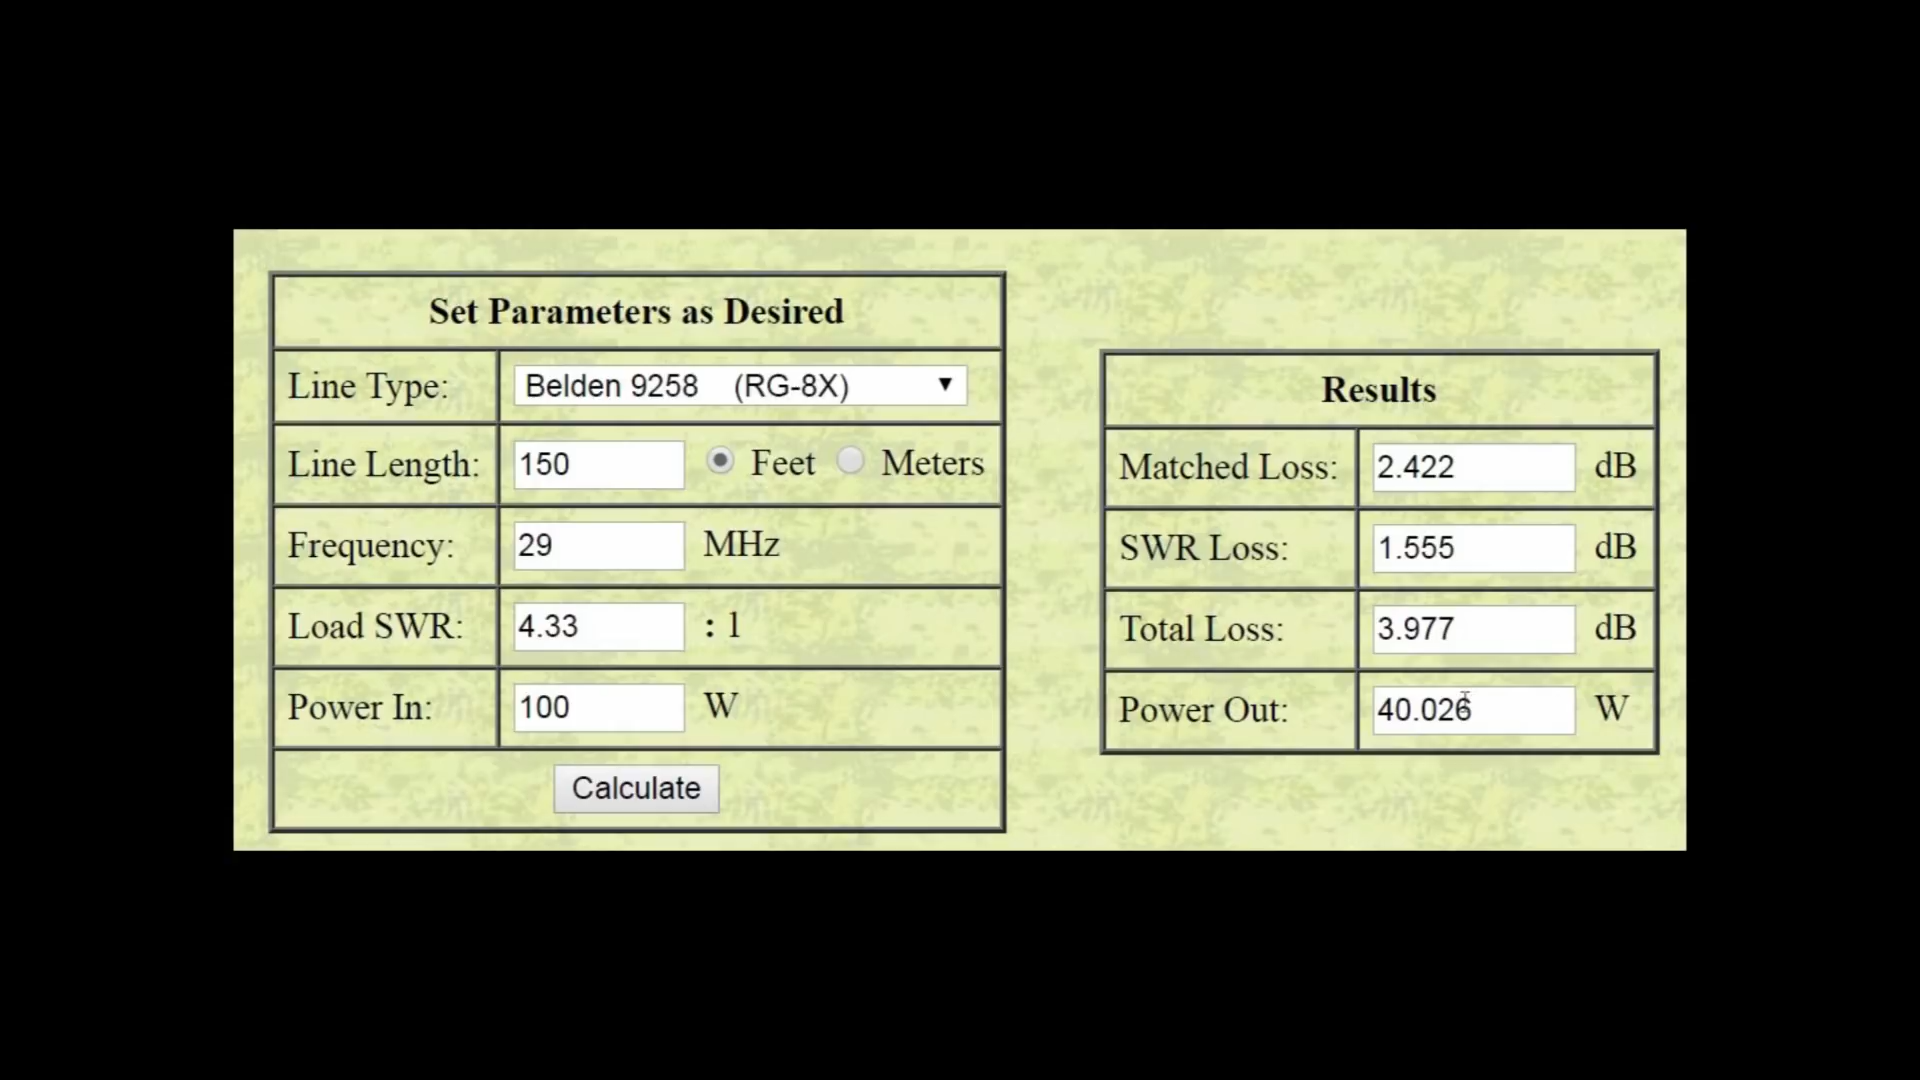 Set Parameters as Desired
Line Type: Belden 9258 (RG-8X)
Line Length: 150 Feet Meters
Frequency: 29 MHz
Load SWR: 4.33 : 1
Power In: 100 W
Calculate
Results
Matched Loss: 2.422 dB
SWR Loss: 1.555 dB
Total Loss: 3.977 dB
Power Out: 40.026 W